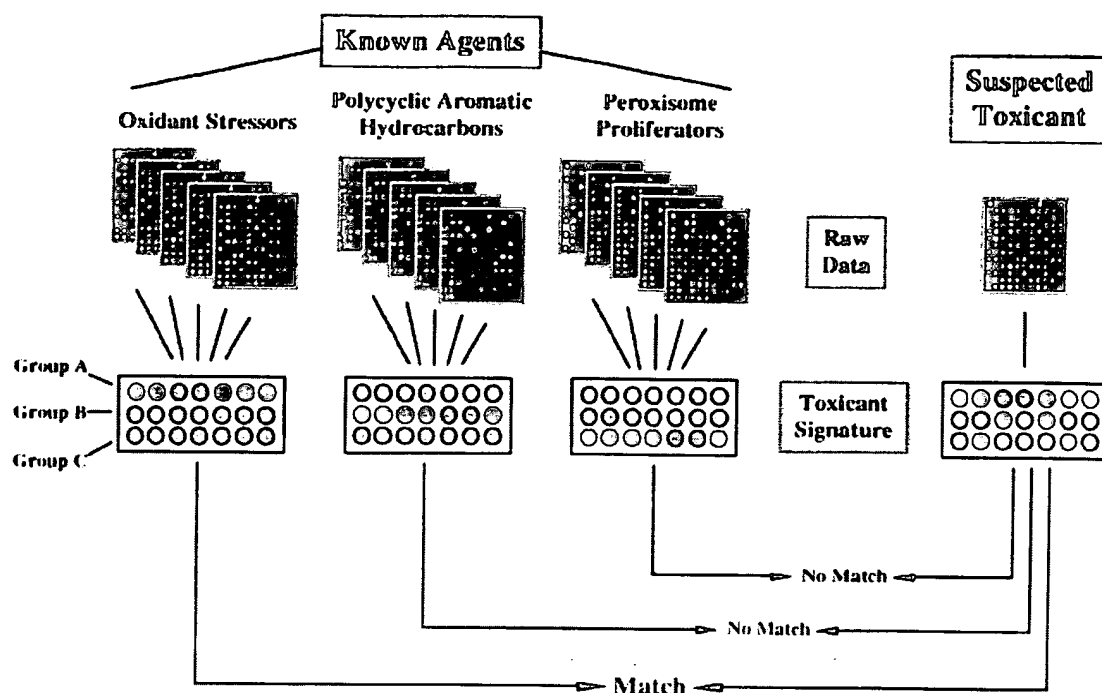 Known Agents
Suspected
Toxicant
Oxidant Stressors
Polycyclic Aromatic
Hydrocarbons
Peroxisome
Proliferators
Raw
Data
Group A
Group B
Group C
Toxicant
Signature
No Match
No Match
Match